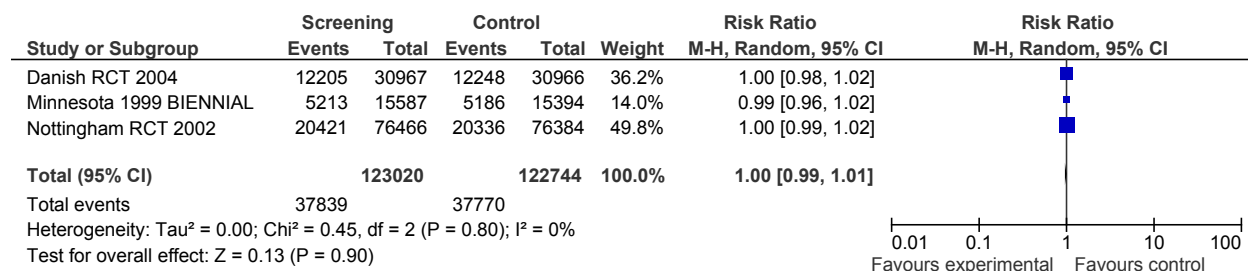 Screening Control Risk Ratio Risk Ratio
Study or Subgroup Events Total Events Total Weight M-H, Random, 95% CI M-H, Random, 95% CI
Danish RCT 2004 12205 30967 12248 30966 36.2% 1.00 [0.98, 1.02]
Minnesota 1999 BIENNIAL 5213 15587 5186 15394 14.0% 0.99 [0.96, 1.02]
Nottingham RCT 2002 20421 76466 20336 76384 49.8% 1.00 [0.99, 1.02]
Total (95% CI) 123020 122744 100.0% 1.00 [0.99, 1.01]
Total events 37839 37770
Heterogeneity: Tau² = 0.00; Chi² = 0.45, df = 2 (P = 0.80); I² = 0%
Test for overall effect: Z = 0.13 (P = 0.90)
0.01 0.1 1 10 100
Favours experimental Favours control